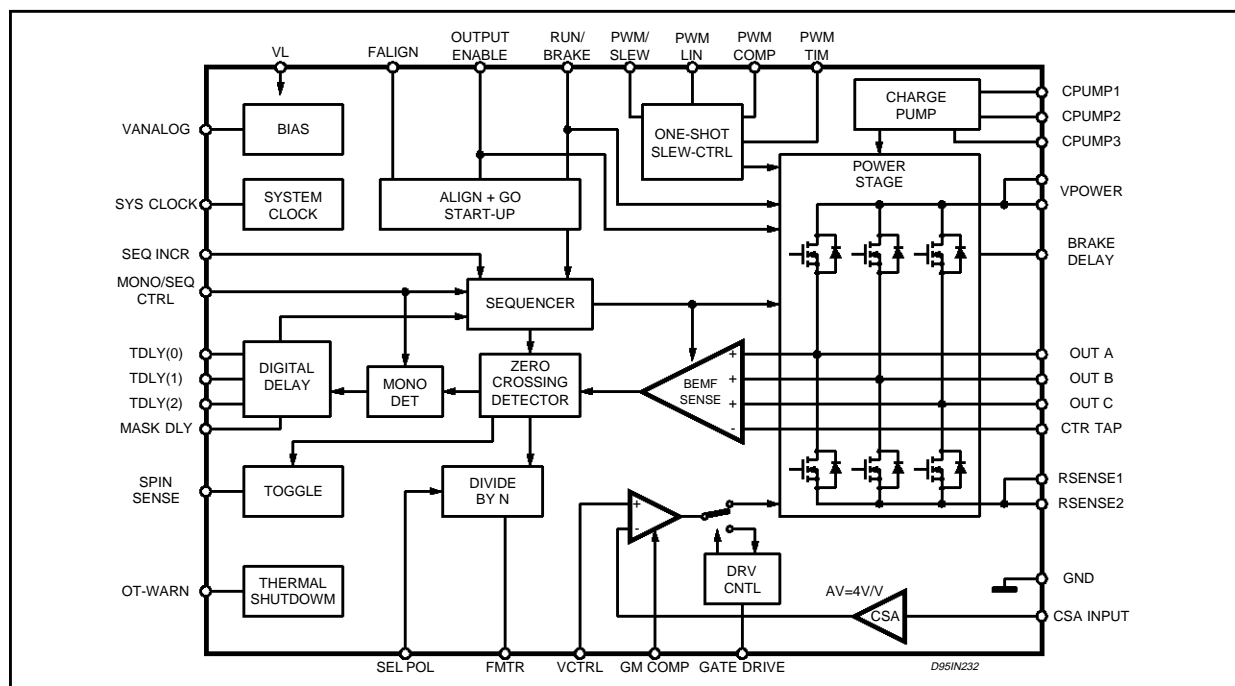 VL
FALIGN
OUTPUT
ENABLE
RUN/
BRAKE
PWM/
SLEW
PWM
LIN
PWM
COMP
PWM
TIM
VANALOG
BIAS
ONE-SHOT
SLEW-CTRL
CHARGE
PUMP
CPUMP1
CPUMP2
CPUMP3
SYS CLOCK
SYSTEM
CLOCK
ALIGN + GO
START-UP
POWER
STAGE
VPOWER
SEQ INCR
BRAKE
DELAY
MONO/SEQ
CTRL
SEQUENCER
TDLY(0)
TDLY(1)
TDLY(2)
MASK DLY
DIGITAL
DELAY
MONO
DET
ZERO
CROSSING
DETECTOR
BEMF
SENSE
+
+
+
-
OUT A
OUT B
OUT C
CTR TAP
SPIN
SENSE
TOGGLE
DIVIDE
BY N
+
-
RSENSE1
RSENSE2
DRV
CNTL
OT-WARN
THERMAL
SHUTDOWM
AV=4V/V
CSA
GND
CSA INPUT
SEL POL
FMTR
VCTRL
GM COMP
GATE DRIVE
D95IN232